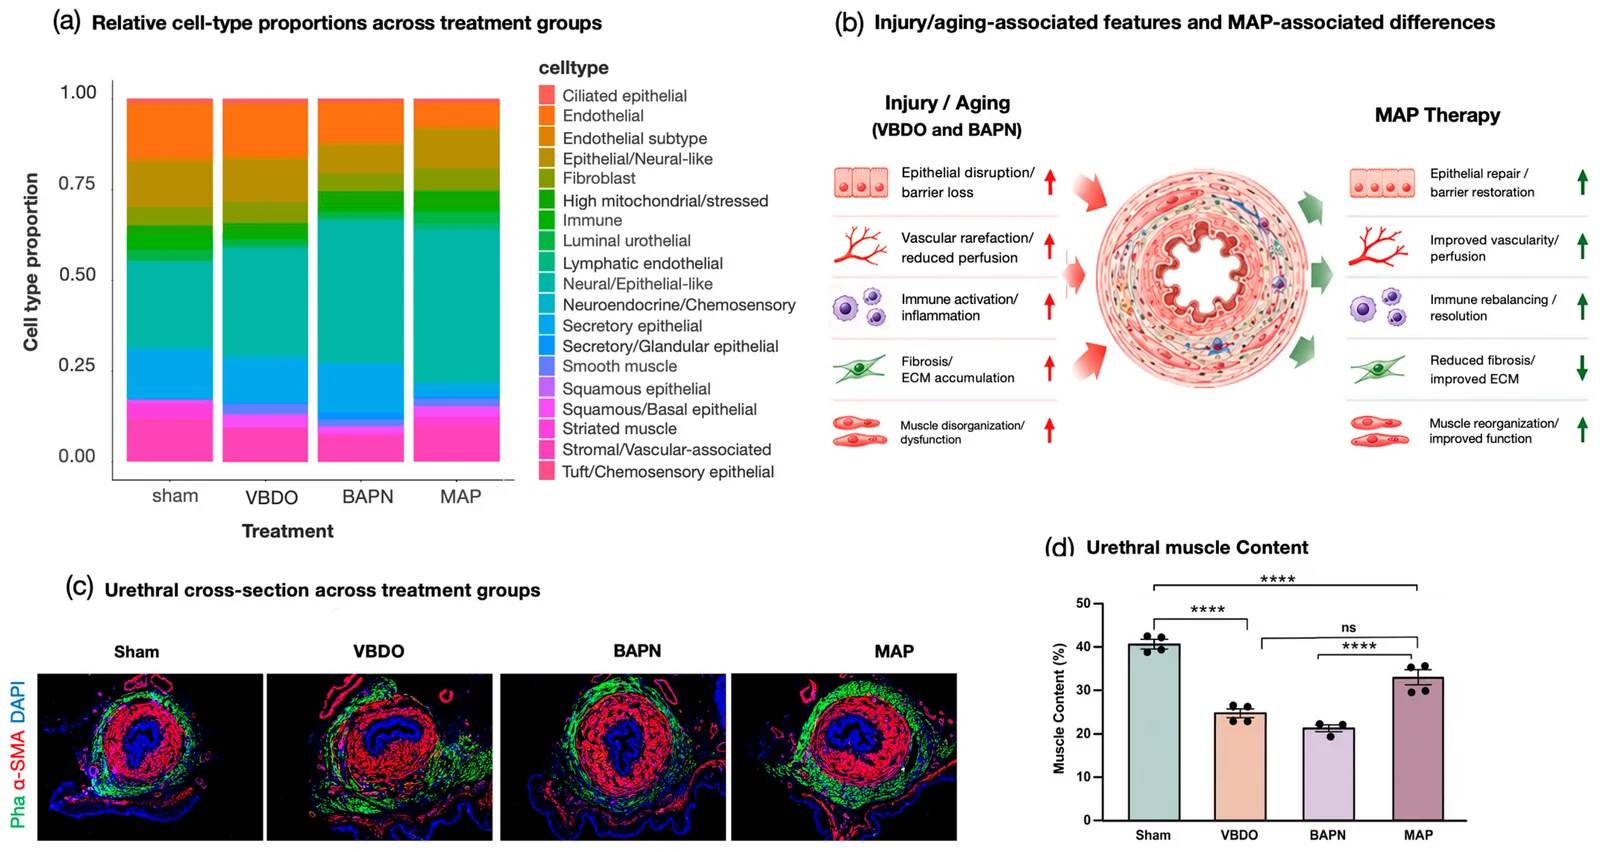 (a) Relative cell-type proportions across treatment groups
Cell type proportion
1.00
0.75
0.50
0.25
0.00
sham
VBDO
BAPN
MAP
Treatment
celltype
Ciliated epithelial
Endothelial
Endothelial subtype
Epithelial/Neural-like
Fibroblast
High mitochondrial/stressed
Immune
Luminal urothelial
Lymphatic endothelial
Neural/Epithelial-like
Neuroendocrine/Chemosensory
Secretory epithelial
Secretory/Glandular epithelial
Smooth muscle
Squamous epithelial
Squamous/Basal epithelial
Striated muscle
Stromal/Vascular-associated
Tuft/Chemosensory epithelial
(b) Injury/aging-associated features and MAP-associated differences
Injury / Aging
(VBDO and BAPN)
Epithelial disruption/
barrier loss
Vascular rarefaction/
reduced perfusion
Immune activation/
inflammation
Fibrosis/
ECM accumulation
Muscle disorganization/
dysfunction
MAP Therapy
Epithelial repair /
barrier restoration
Improved vascularity/
perfusion
Immune rebalancing /
resolution
Reduced fibrosis/
improved ECM
Muscle reorganization/
improved function
(c) Urethral cross-section across treatment groups
Sham
VBDO
BAPN
MAP
Pha α-SMA DAPI
(d) Urethral muscle Content
Muscle Content (%)
50
40
30
20
10
0
****
****
ns
****
Sham
VBDO
BAPN
MAP